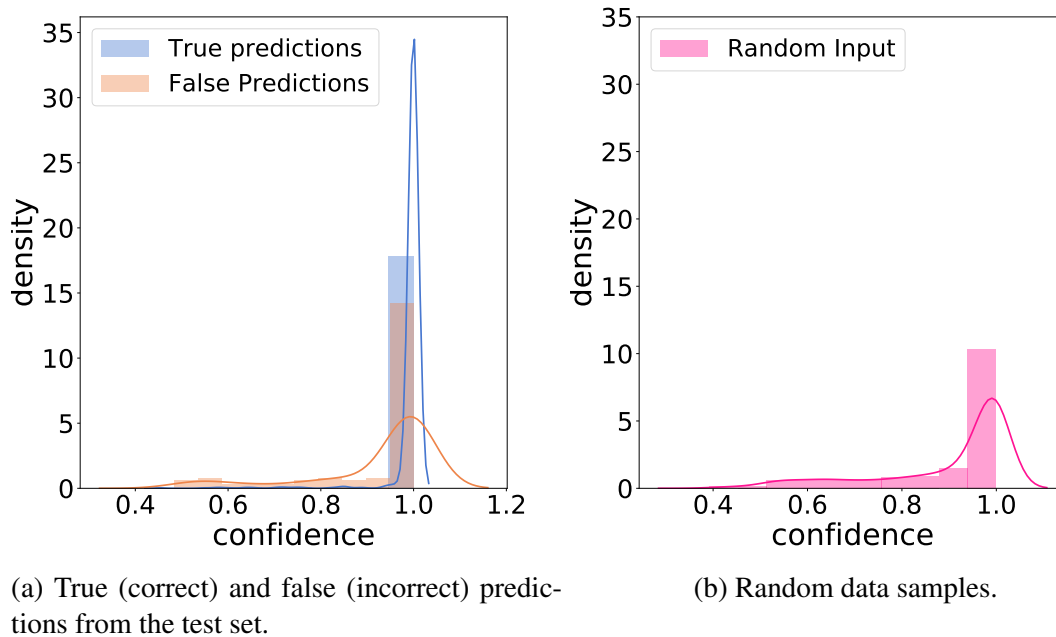 True predictions
False Predictions
density
35
30
25
20
15
10
5
0
0.4 0.6 0.8 1.0 1.2
confidence
(a) True (correct) and false (incorrect) predic-
tions from the test set.
Random Input
density
35
30
25
20
15
10
5
0
0.4 0.6 0.8 1.0
confidence
(b) Random data samples.